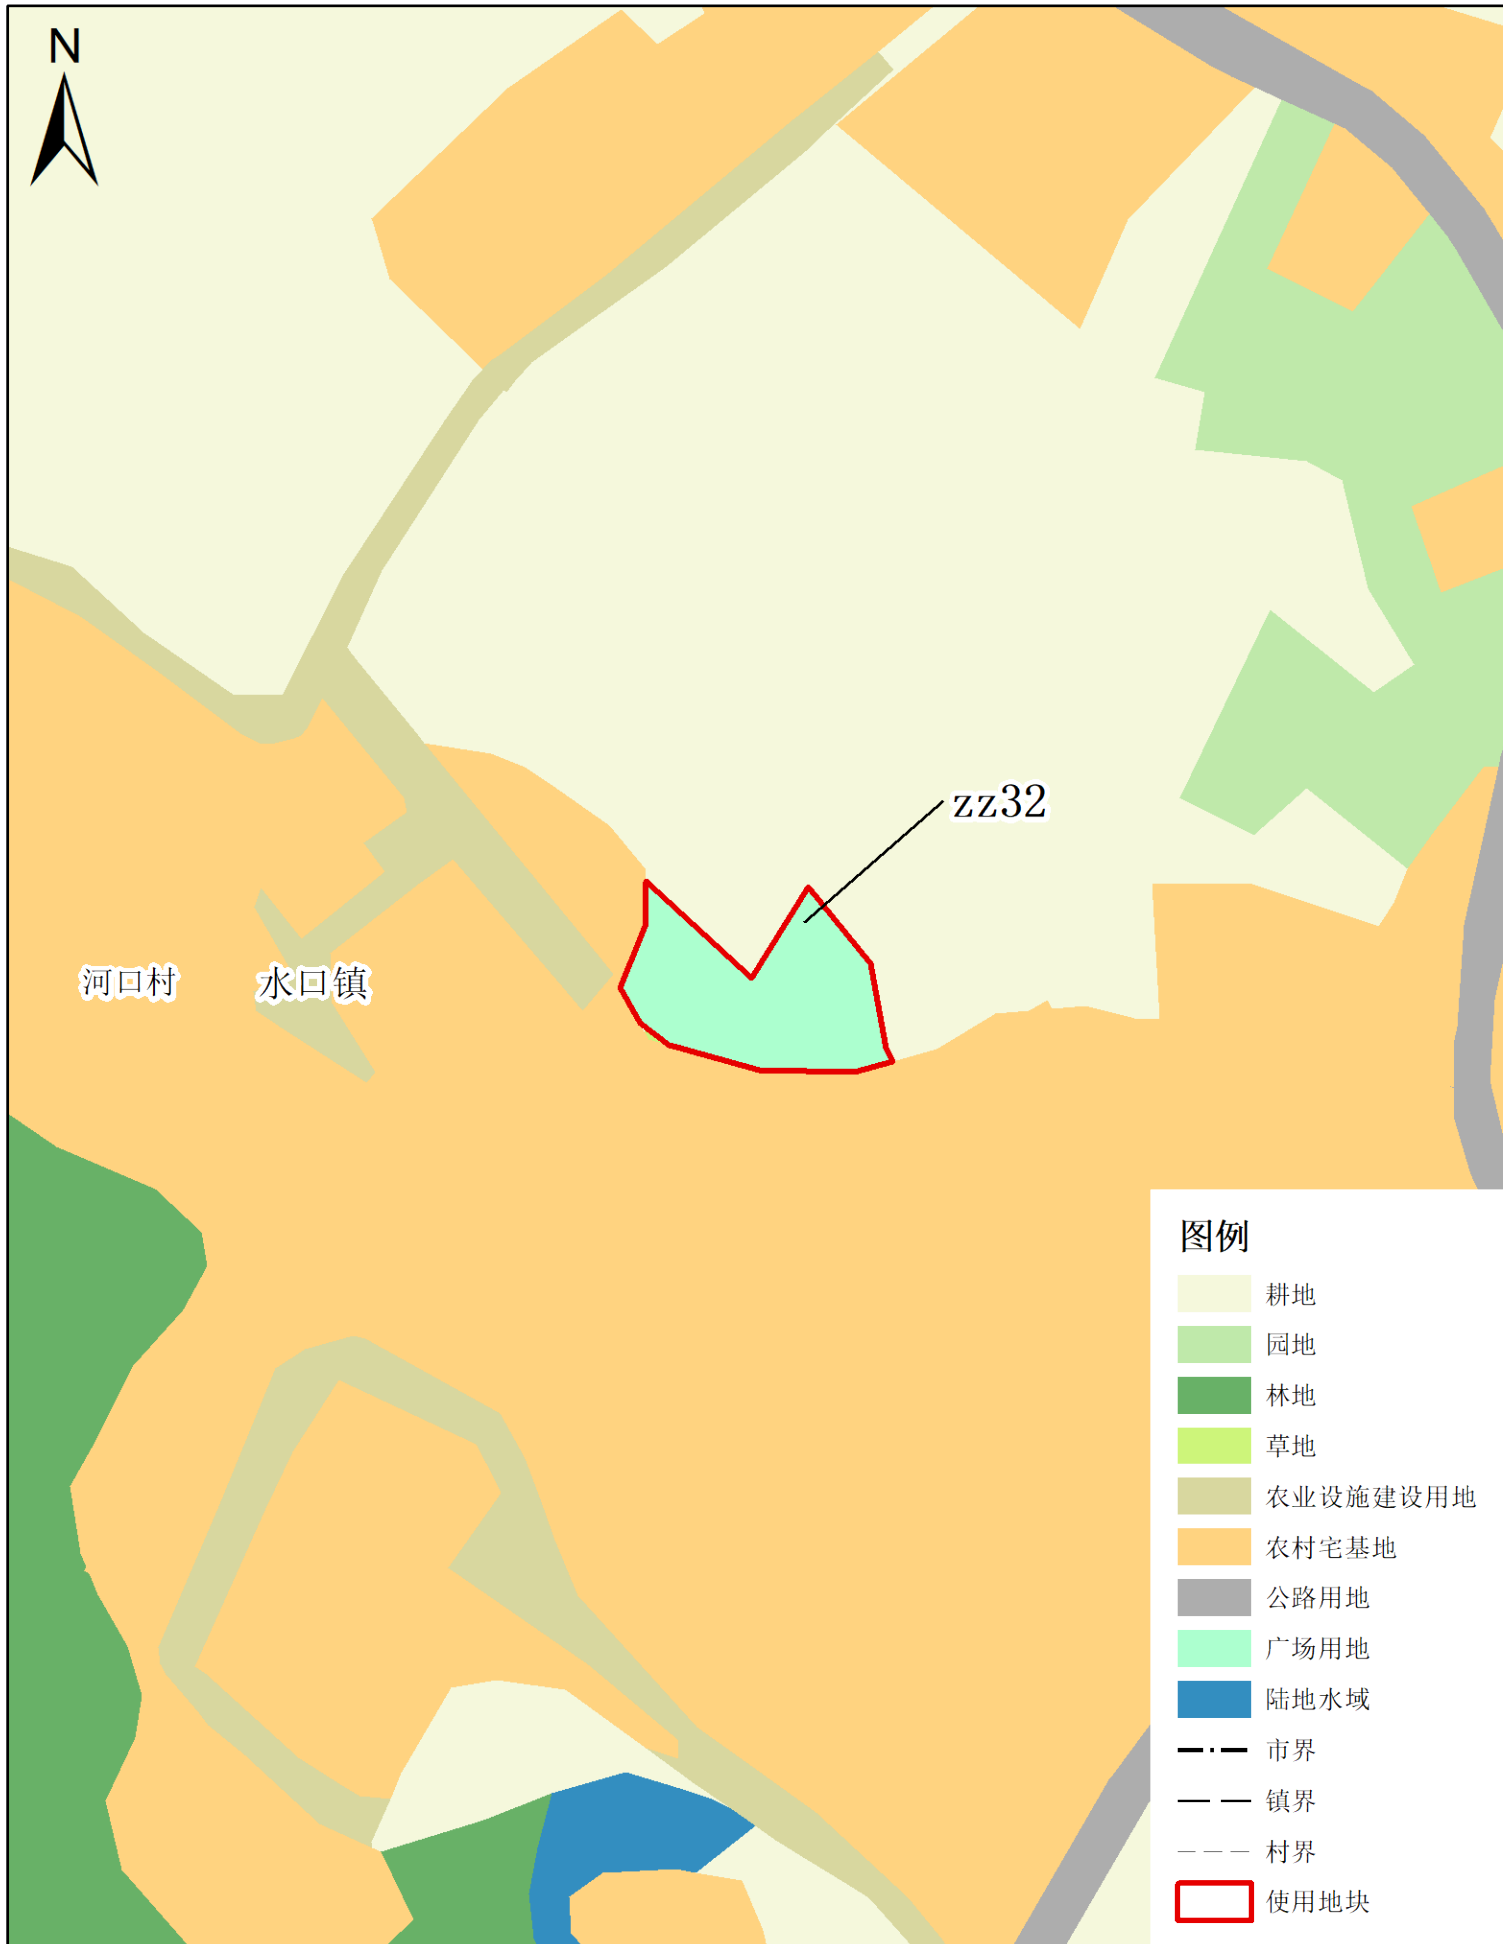 N
zz32
河口村
水口镇
图例
耕地
园地
林地
草地
农业设施建设用地
农村宅基地
公路用地
广场用地
陆地水域
市界
镇界
村界
使用地块